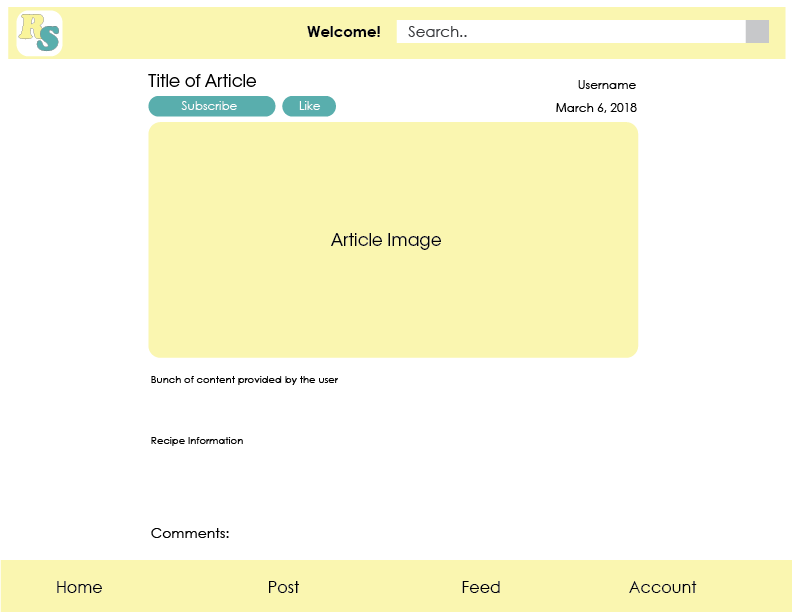 RS
Welcome!
Search..
Title of Article
Username
Subscribe
Like
March 6, 2018
Article Image
Bunch of content provided by the user
Recipe Information
Comments:
Home
Post
Feed
Account